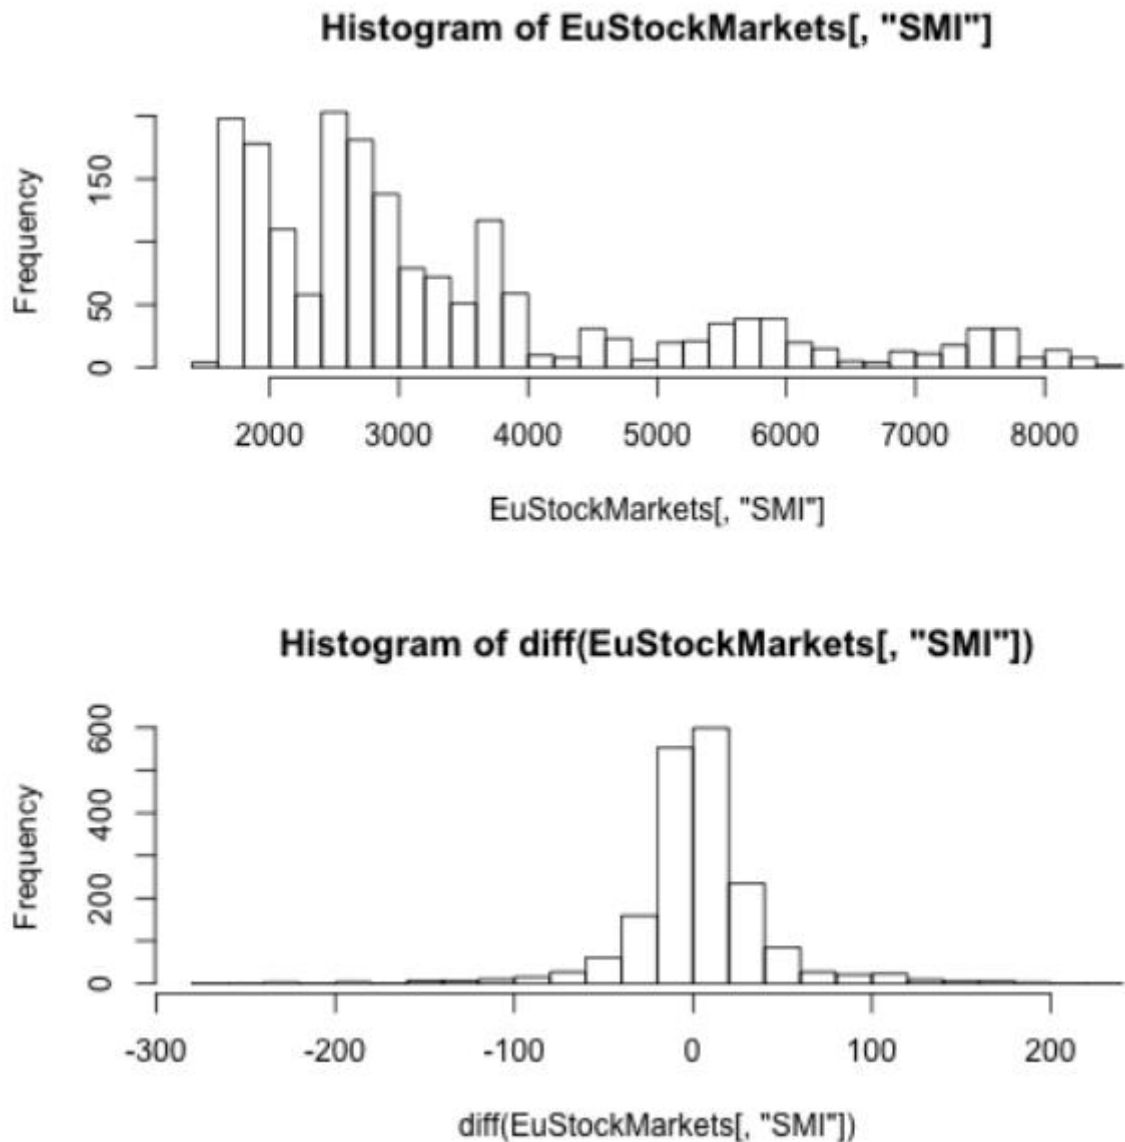 Histogram of EuStockMarkets[, "SMI"]
Frequency
150
50
0
2000 3000 4000 5000 6000 7000 8000
EuStockMarkets[, "SMI"]
Histogram of diff(EuStockMarkets[, "SMI"])
Frequency
600
400
200
0
-300 -200 -100 0 100 200
diff(EuStockMarkets[, "SMI"])